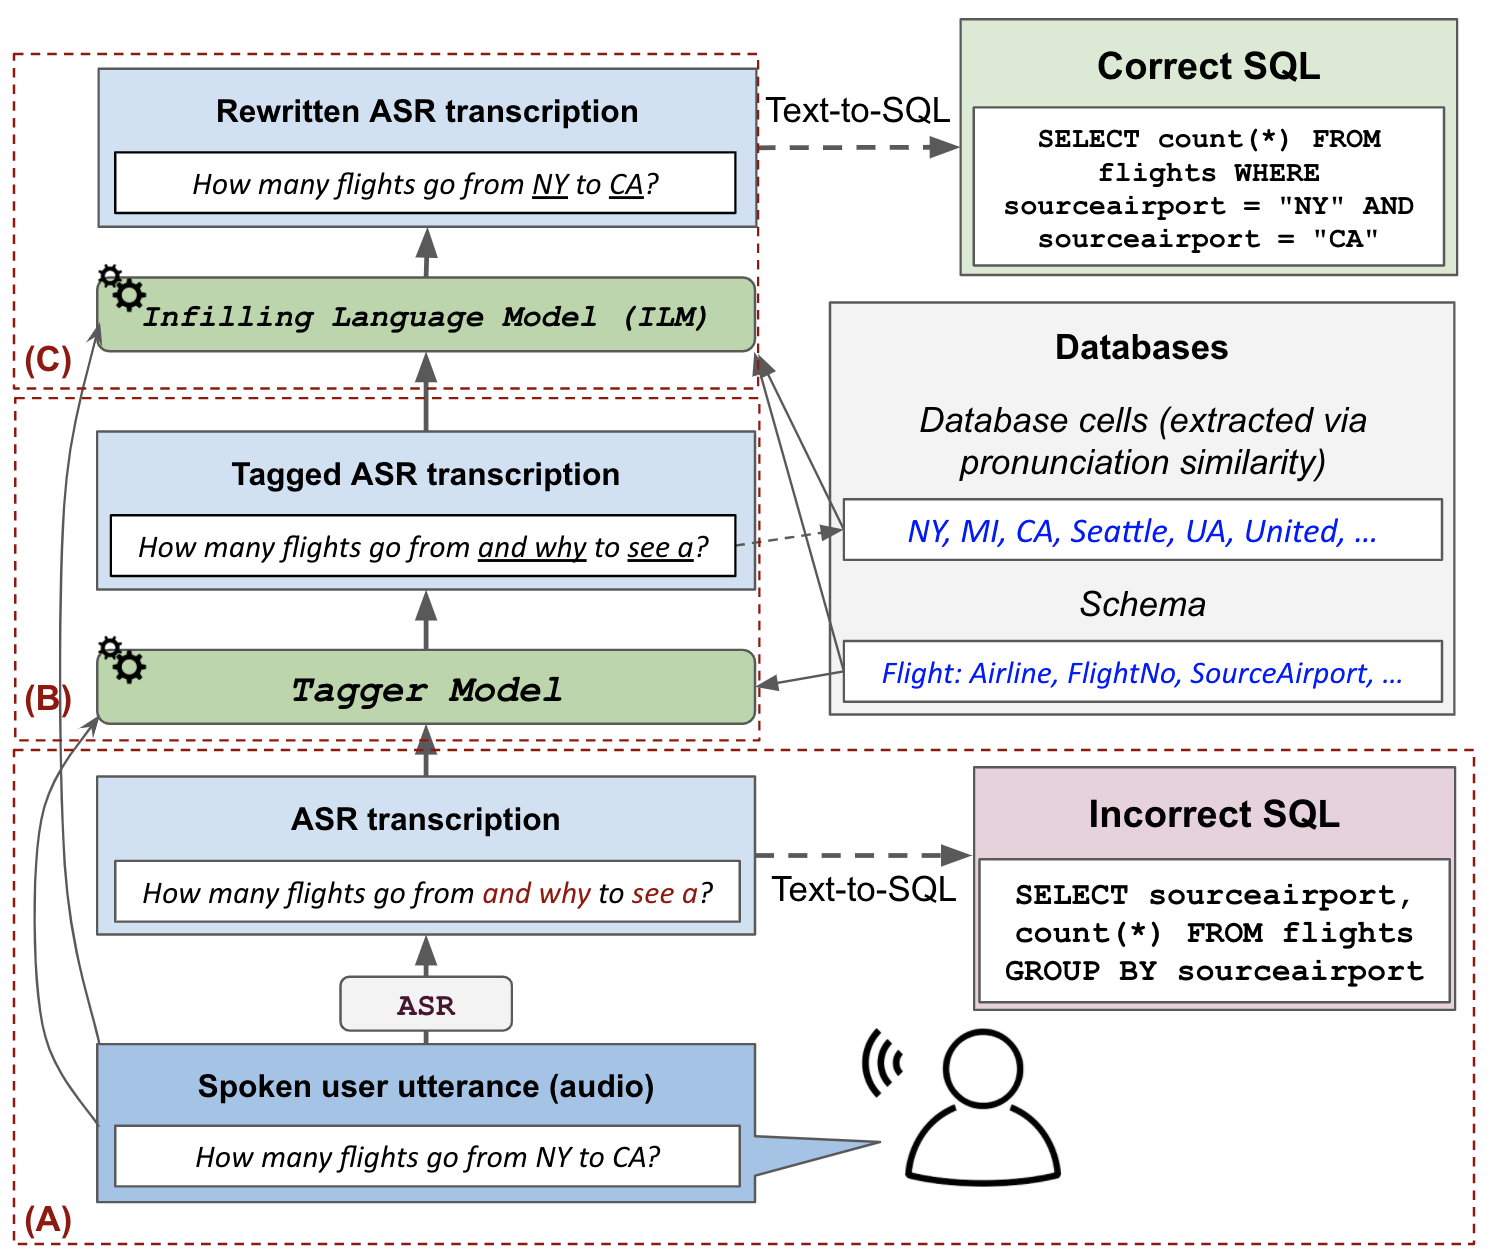 Rewritten ASR transcription
How many flights go from NY to CA?
Text-to-SQL
Correct SQL
SELECT count(*) FROM
flights WHERE
sourceairport = "NY" AND
sourceairport = "CA"
Infilling Language Model (ILM)
(C)
Databases
Database cells (extracted via
pronunciation similarity)
NY, MI, CA, Seattle, UA, United, ...
Schema
Flight: Airline, FlightNo, SourceAirport, ...
Tagged ASR transcription
How many flights go from and why to see a?
Tagger Model
(B)
ASR transcription
How many flights go from and why to see a?
Text-to-SQL
Incorrect SQL
SELECT sourceairport,
count(*) FROM flights
GROUP BY sourceairport
ASR
Spoken user utterance (audio)
How many flights go from NY to CA?
(A)